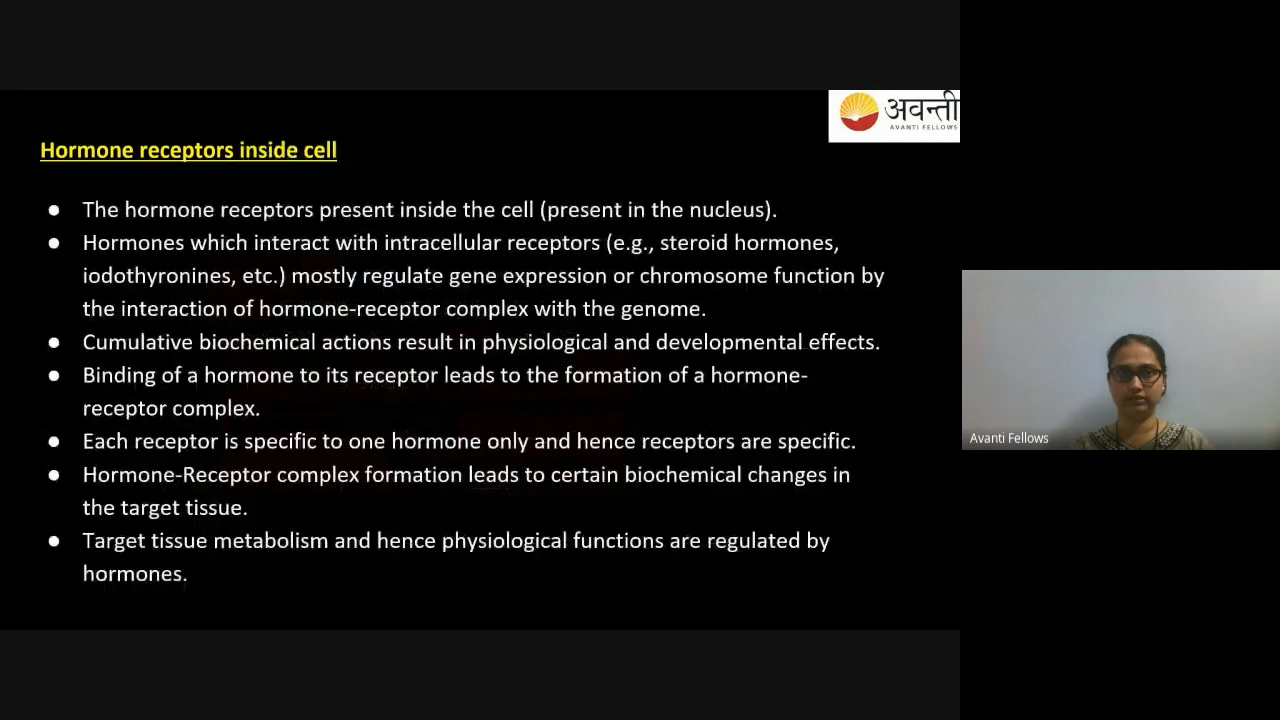 अवन्ती
AVANTI FELLOWS
Hormone receptors inside cell
● The hormone receptors present inside the cell (present in the nucleus).
● Hormones which interact with intracellular receptors (e.g., steroid hormones,
iodothyronines, etc.) mostly regulate gene expression or chromosome function by
the interaction of hormone-receptor complex with the genome.
● Cumulative biochemical actions result in physiological and developmental effects.
● Binding of a hormone to its receptor leads to the formation of a hormone-
receptor complex.
● Each receptor is specific to one hormone only and hence receptors are specific.
● Hormone-Receptor complex formation leads to certain biochemical changes in
the target tissue.
● Target tissue metabolism and hence physiological functions are regulated by
hormones.
Avanti Fellows